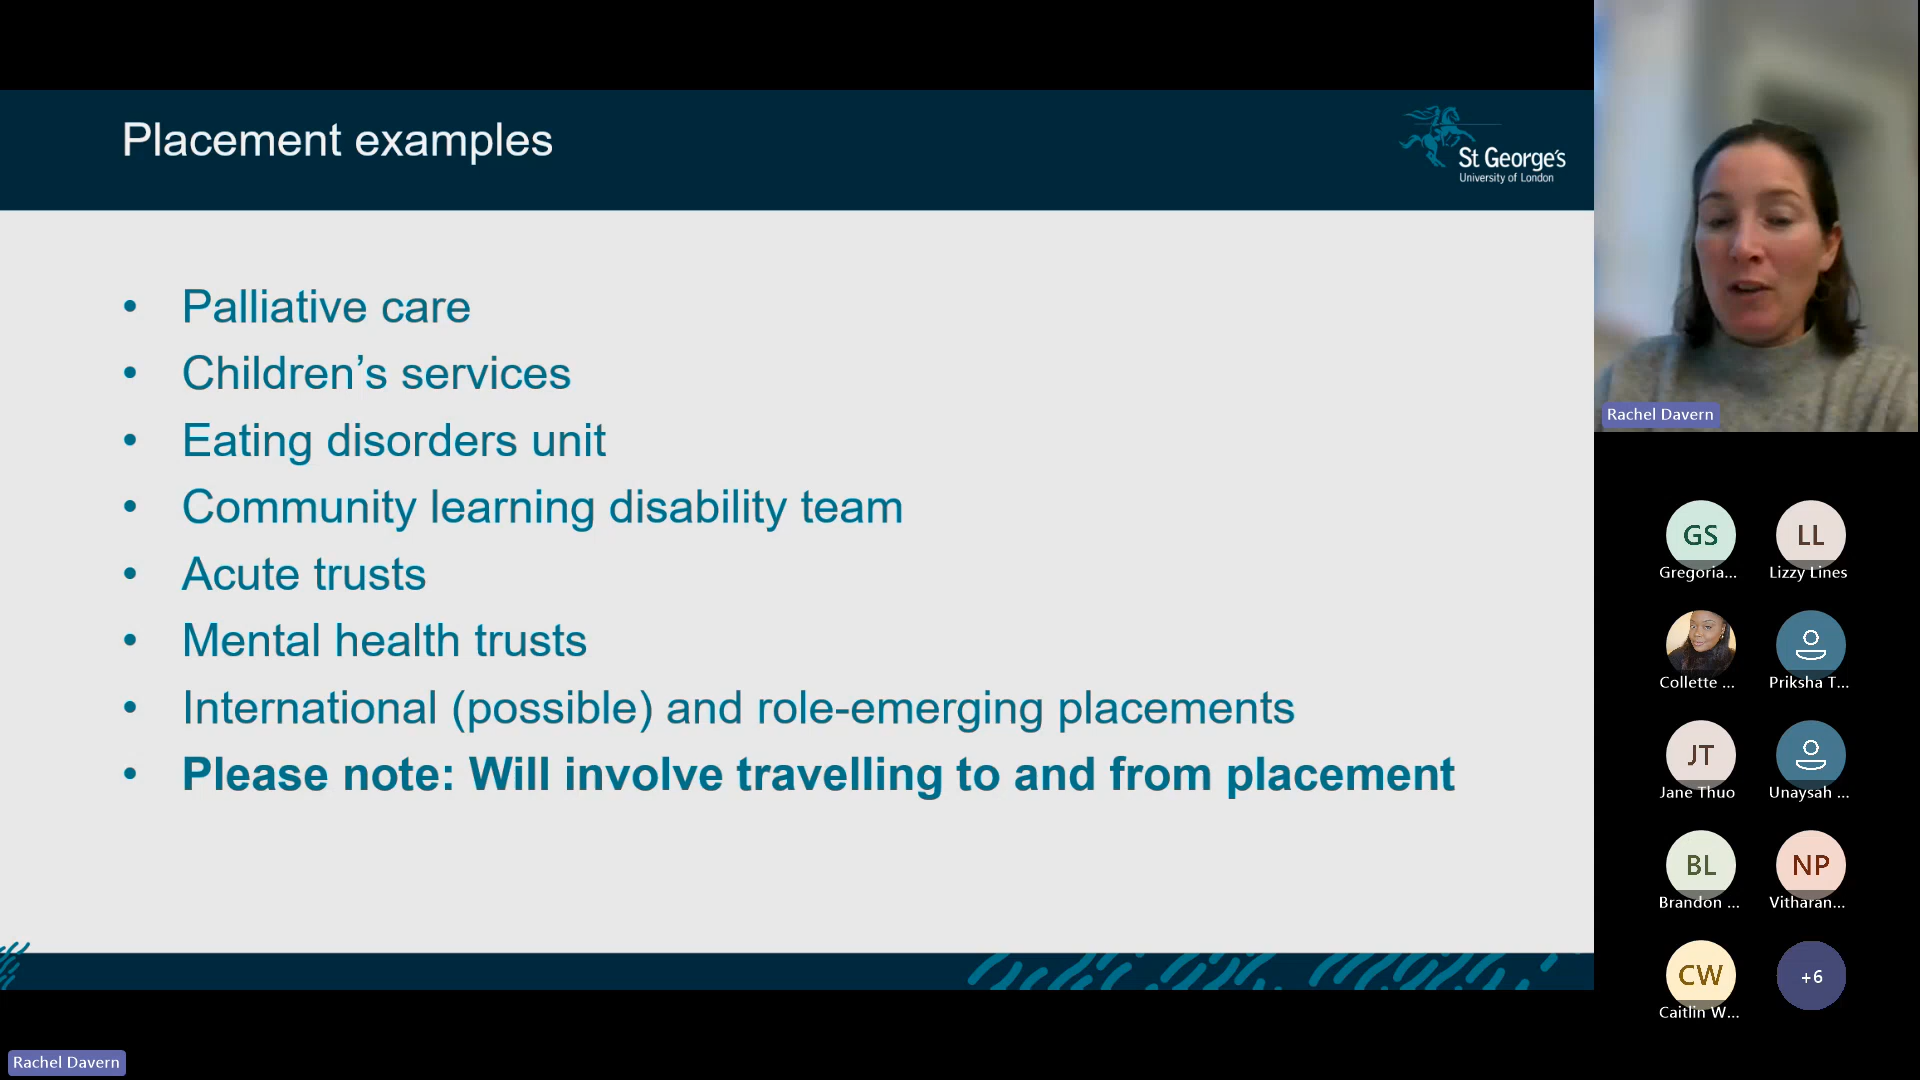 Placement examples
St George's
University of London
• Palliative care
• Children’s services
• Eating disorders unit
• Community learning disability team
• Acute trusts
• Mental health trusts
• International (possible) and role-emerging placements
• Please note: Will involve travelling to and from placement
Rachel Davern
GS
Gregoria...
LL
Lizzy Lines
Collette ...
Priksha T...
JT
Jane Thuo
Unaysah ...
BL
Brandon ...
NP
Vitharan...
CW
Caitlin W...
+6
Rachel Davern